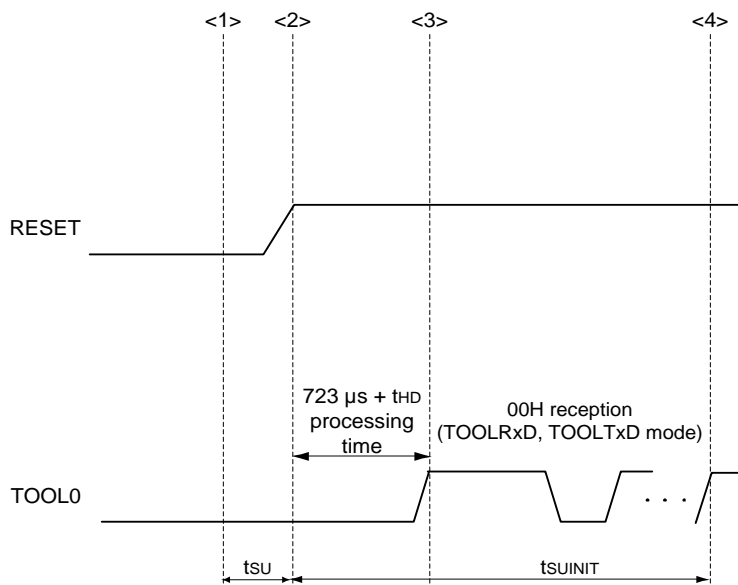 <1> <2> <3> <4>
RESET
723 µs + tHD
processing
time
00H reception
(TOOLRxD, TOOLTxD mode)
TOOL0
. . .
tSU
tSUINIT